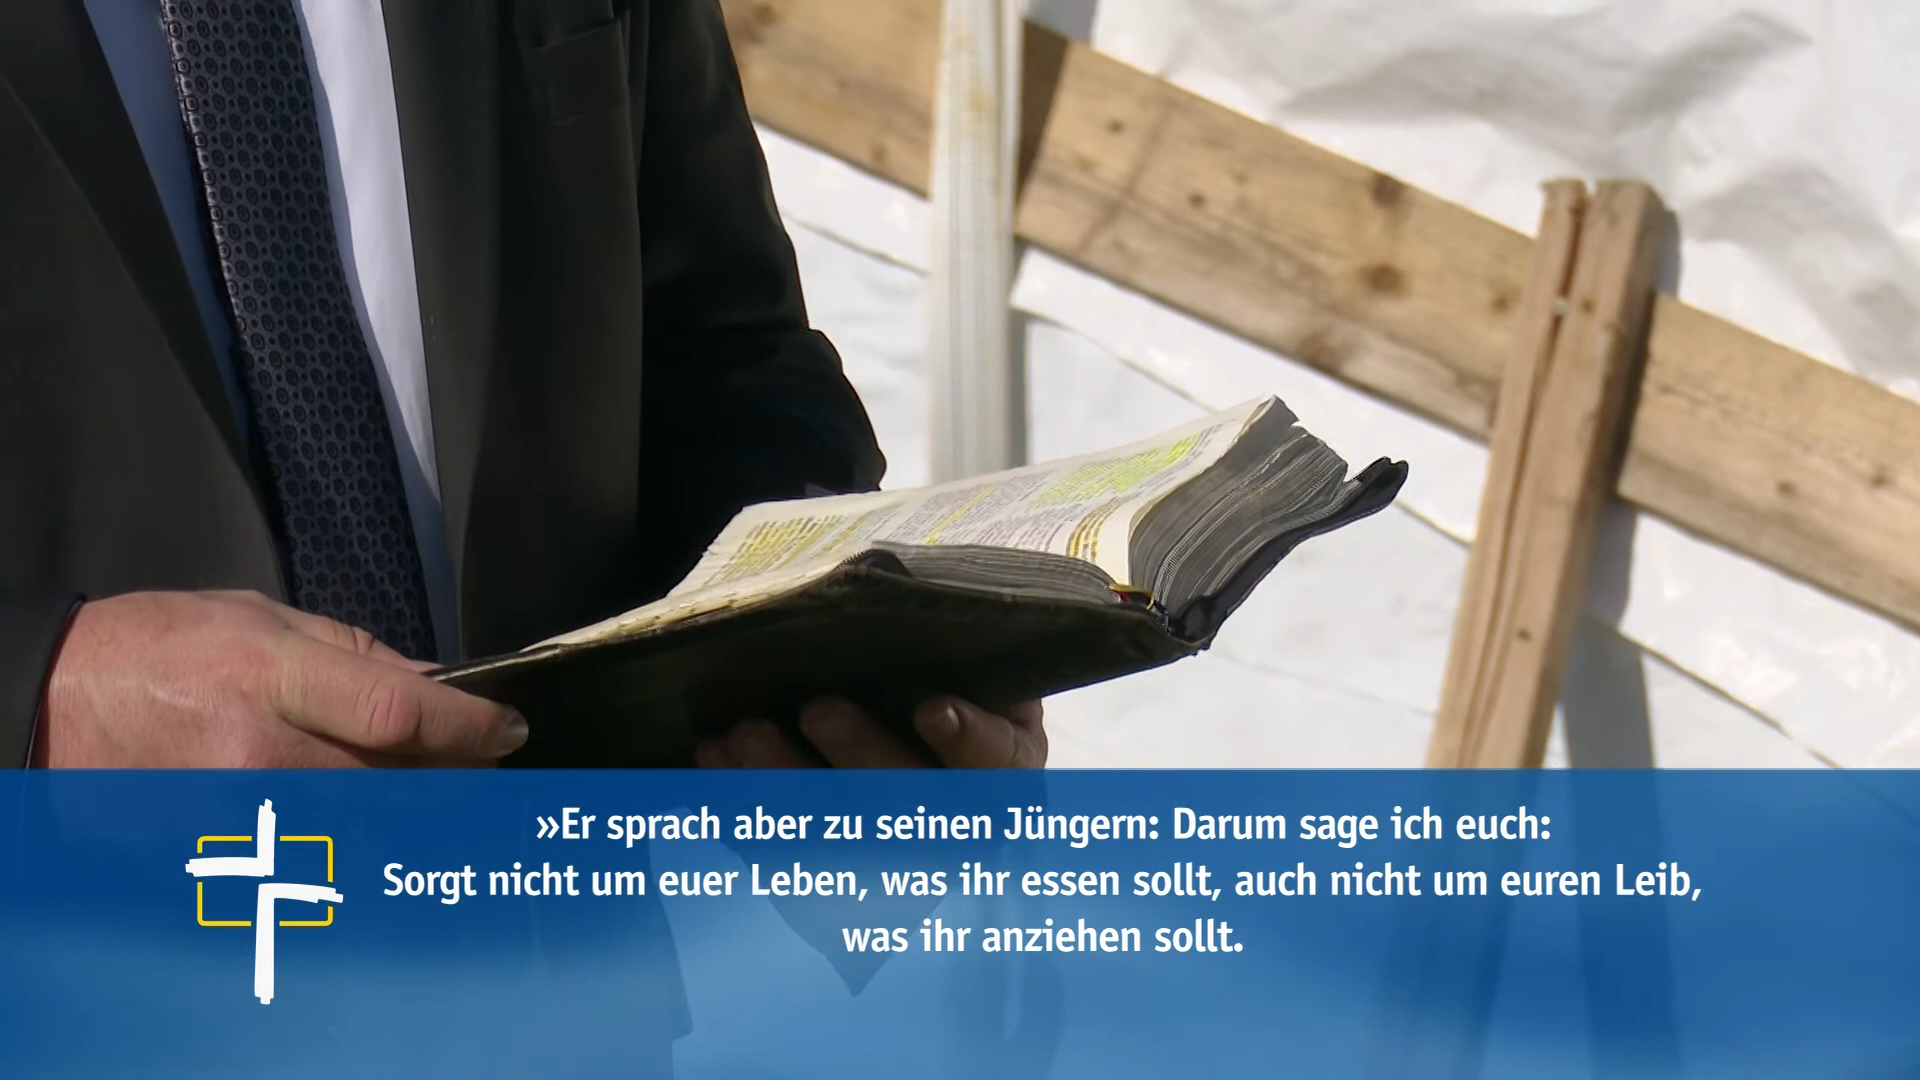 »Er sprach aber zu seinen Jüngern: Darum sage ich euch:
Sorgt nicht um euer Leben, was ihr essen sollt, auch nicht um euren Leib,
was ihr anziehen sollt.